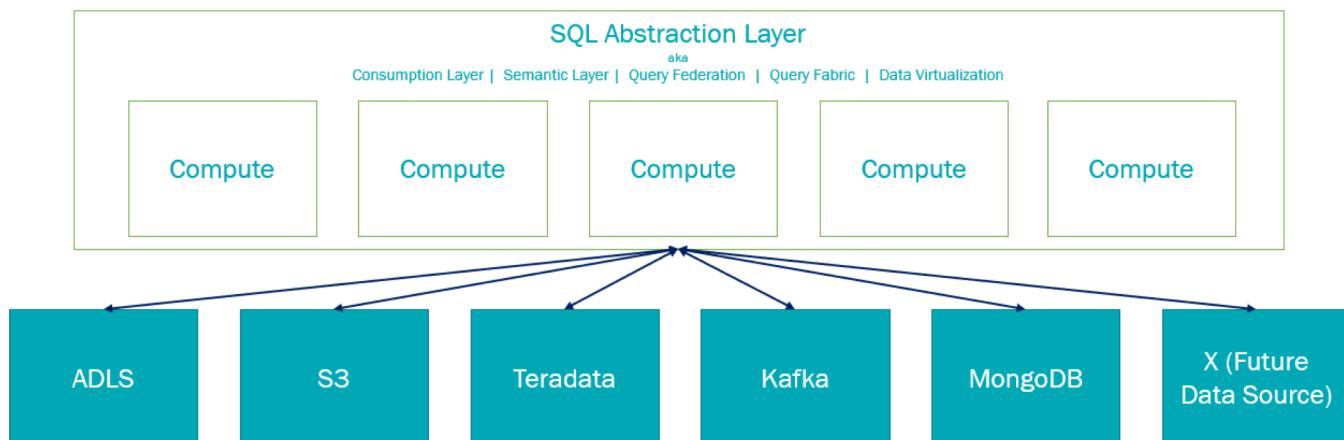 SQL Abstraction Layer
aka
Consumption Layer | Semantic Layer | Query Federation | Query Fabric | Data Virtualization
Compute
Compute
Compute
Compute
Compute
ADLS
S3
Teradata
Kafka
MongoDB
X (Future
Data Source)